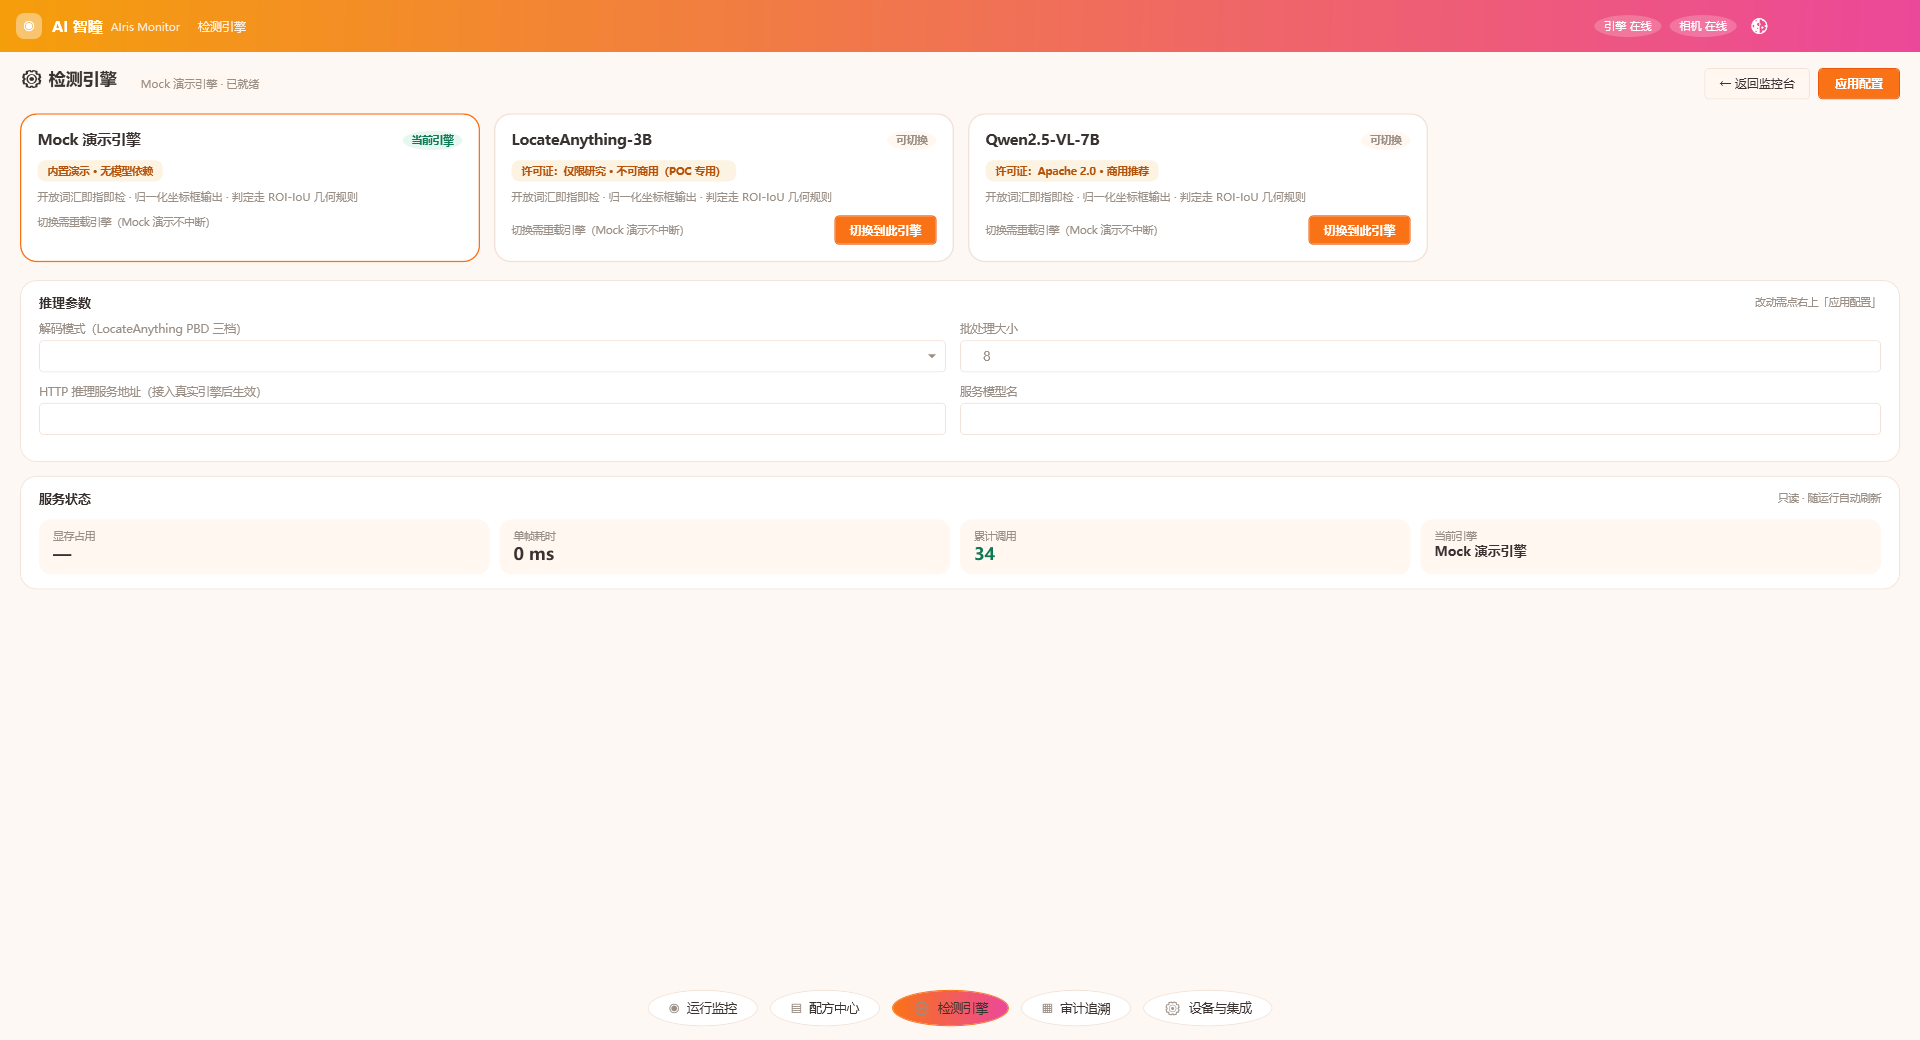 AI 智瞳 AIris Monitor 检测引擎 引擎 在线 相机 在线
检测引擎 Mock 演示引擎 · 已就绪 ← 返回监控台 应用配置
Mock 演示引擎 当前引擎
内置演示 • 无模型依赖
开放词汇即指即检 · 归一化坐标框输出 · 判定走 ROI-IoU 几何规则
切换需重载引擎（Mock 演示不中断）
LocateAnything-3B 可切换
许可证：仅限研究 • 不可商用（POC 专用）
开放词汇即指即检 · 归一化坐标框输出 · 判定走 ROI-IoU 几何规则
切换需重载引擎（Mock 演示不中断） 切换到此引擎
Qwen2.5-VL-7B 可切换
许可证：Apache 2.0 • 商用推荐
开放词汇即指即检 · 归一化坐标框输出 · 判定走 ROI-IoU 几何规则
切换需重载引擎（Mock 演示不中断） 切换到此引擎
推理参数 改动需点右上「应用配置」
解码模式（LocateAnything PBD 三档） 批处理大小
8
HTTP 推理服务地址（接入真实引擎后生效） 服务模型名
服务状态 只读 · 随运行自动刷新
显存占用 单帧耗时 累计调用 当前引擎
— 0 ms 34 Mock 演示引擎
运行监控 配方中心 检测引擎 审计追溯 设备与集成